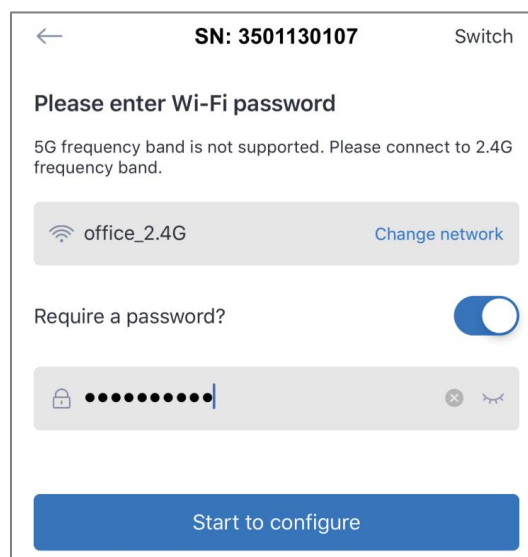 SN: 3501130107 Switch
Please enter Wi-Fi password
5G frequency band is not supported. Please connect to 2.4G
frequency band.
office_2.4G Change network
Require a password?
●●●●●●●●●●
Start to configure